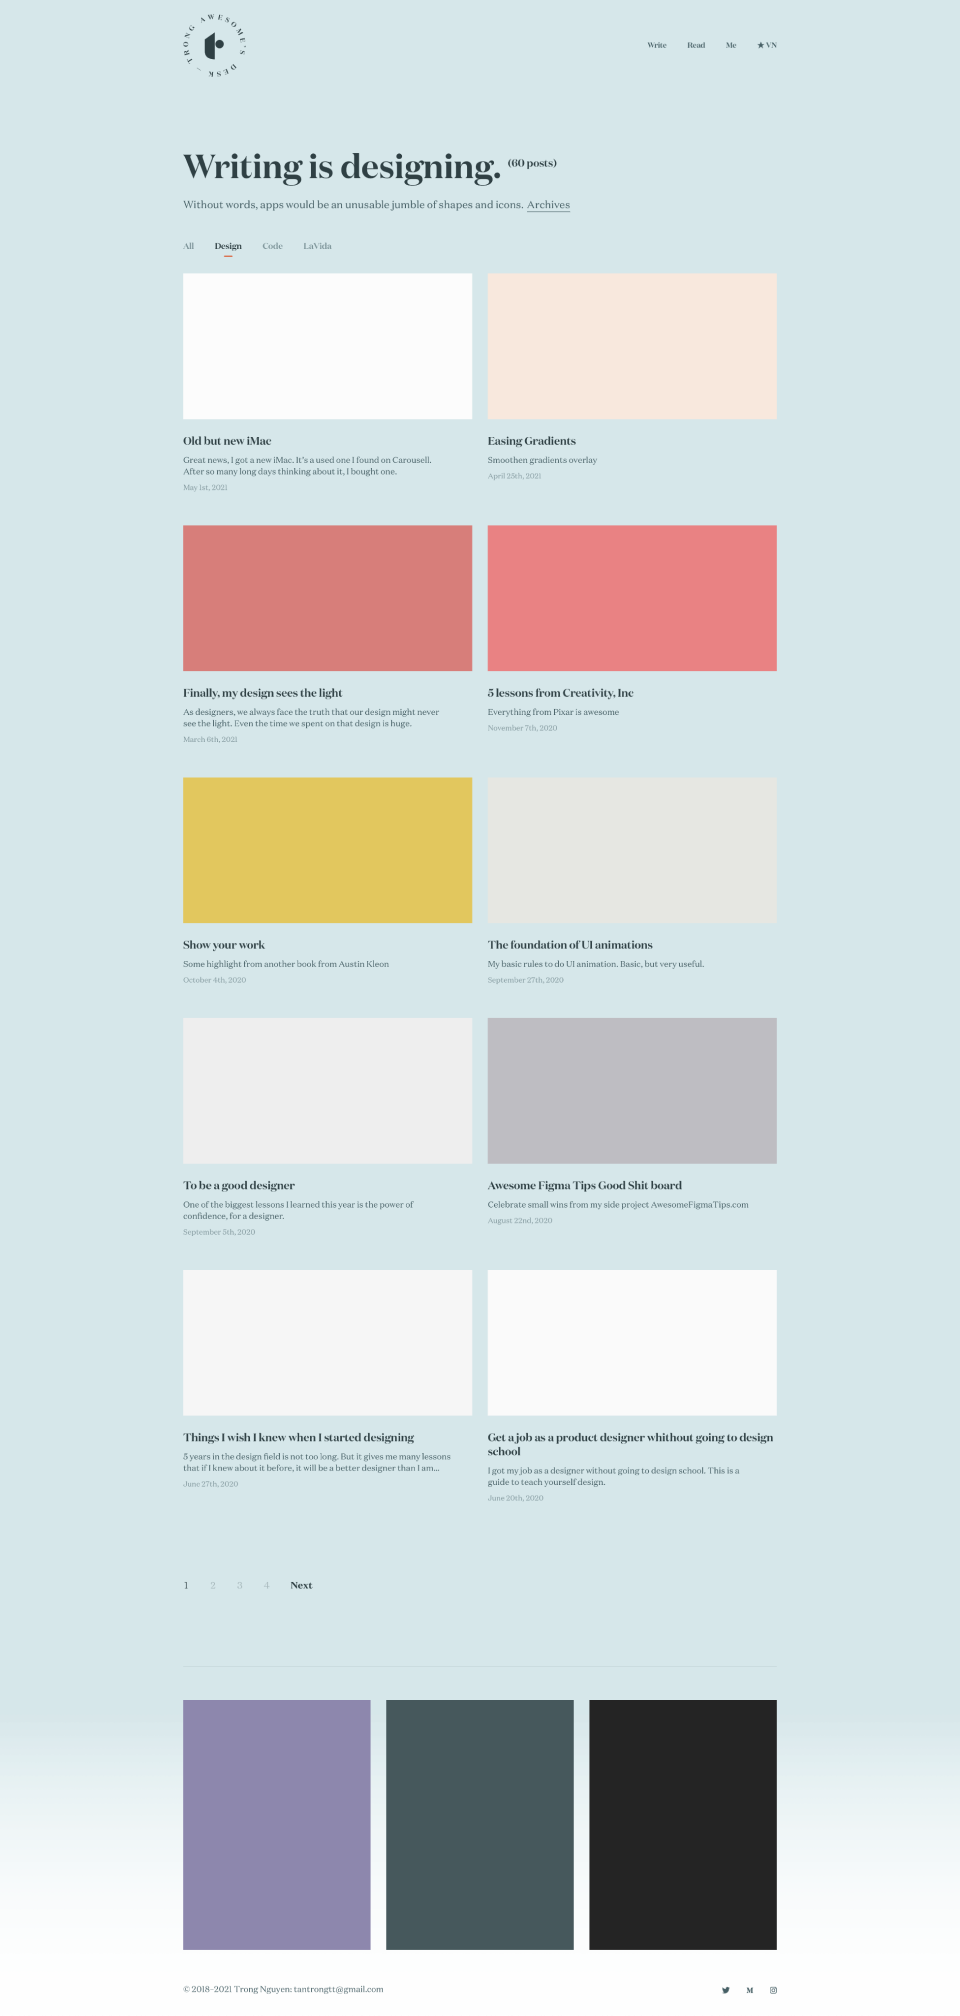 TRONG AWESOME'S DESK –
Write Read Me ★ VN
Writing is designing. (60 posts)
Without words, apps would be an unusable jumble of shapes and icons. Archives
All Design Code LaVida
Old but new iMac
Great news, I got a new iMac. It's a used one I found on Carousell.
After so many long days thinking about it, I bought one.
May 1st, 2021
Easing Gradients
Smoothen gradients overlay
April 25th, 2021
Finally, my design sees the light
As designers, we always face the truth that our design might never
see the light. Even the time we spent on that design is huge.
March 6th, 2021
5 lessons from Creativity, Inc
Everything from Pixar is awesome
November 7th, 2020
Show your work
Some highlight from another book from Austin Kleon
October 4th, 2020
The foundation of UI animations
My basic rules to do UI animation. Basic, but very useful.
September 27th, 2020
To be a good designer
One of the biggest lessons I learned this year is the power of
confidence, for a designer.
September 5th, 2020
Awesome Figma Tips Good Shit board
Celebrate small wins from my side project AwesomeFigmaTips.com
August 22nd, 2020
Things I wish I knew when I started designing
5 years in the design field is not too long. But it gives me many lessons
that if I knew about it before, it will be a better designer than I am...
June 27th, 2020
Get a job as a product designer whithout going to design
school
I got my job as a designer without going to design school. This is a
guide to teach yourself design.
June 20th, 2020
1 2 3 4 Next
© 2018-2021 Trong Nguyen: tantrongtt@gmail.com